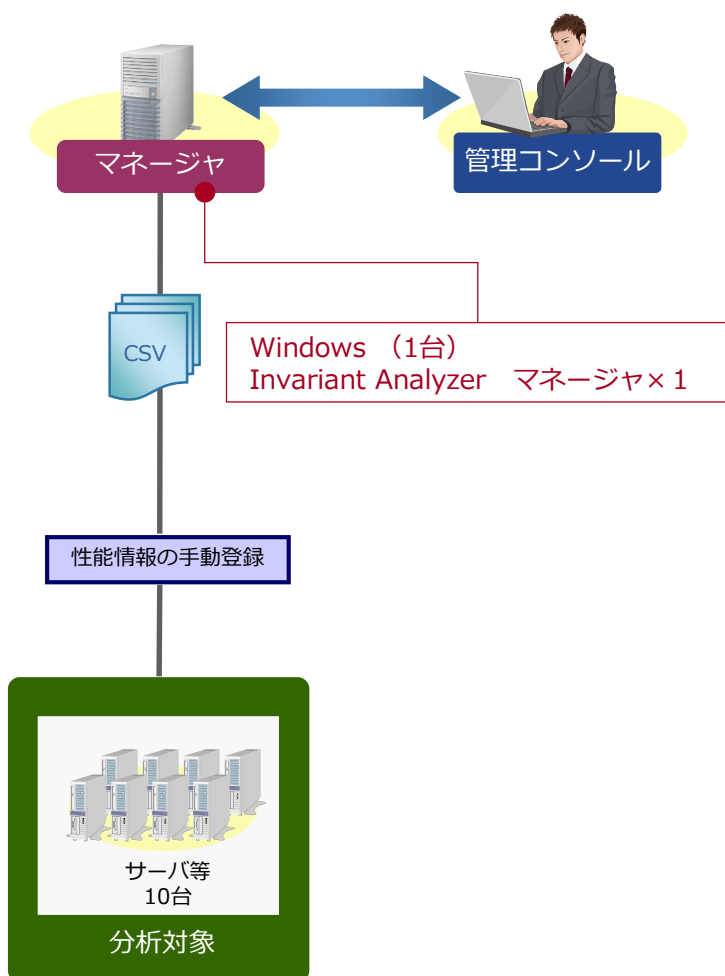 マネージャ
管理コンソール
CSV
Windows （1台）
Invariant Analyzer　マネージャ×１
性能情報の手動登録
サーバ等
10台
分析対象